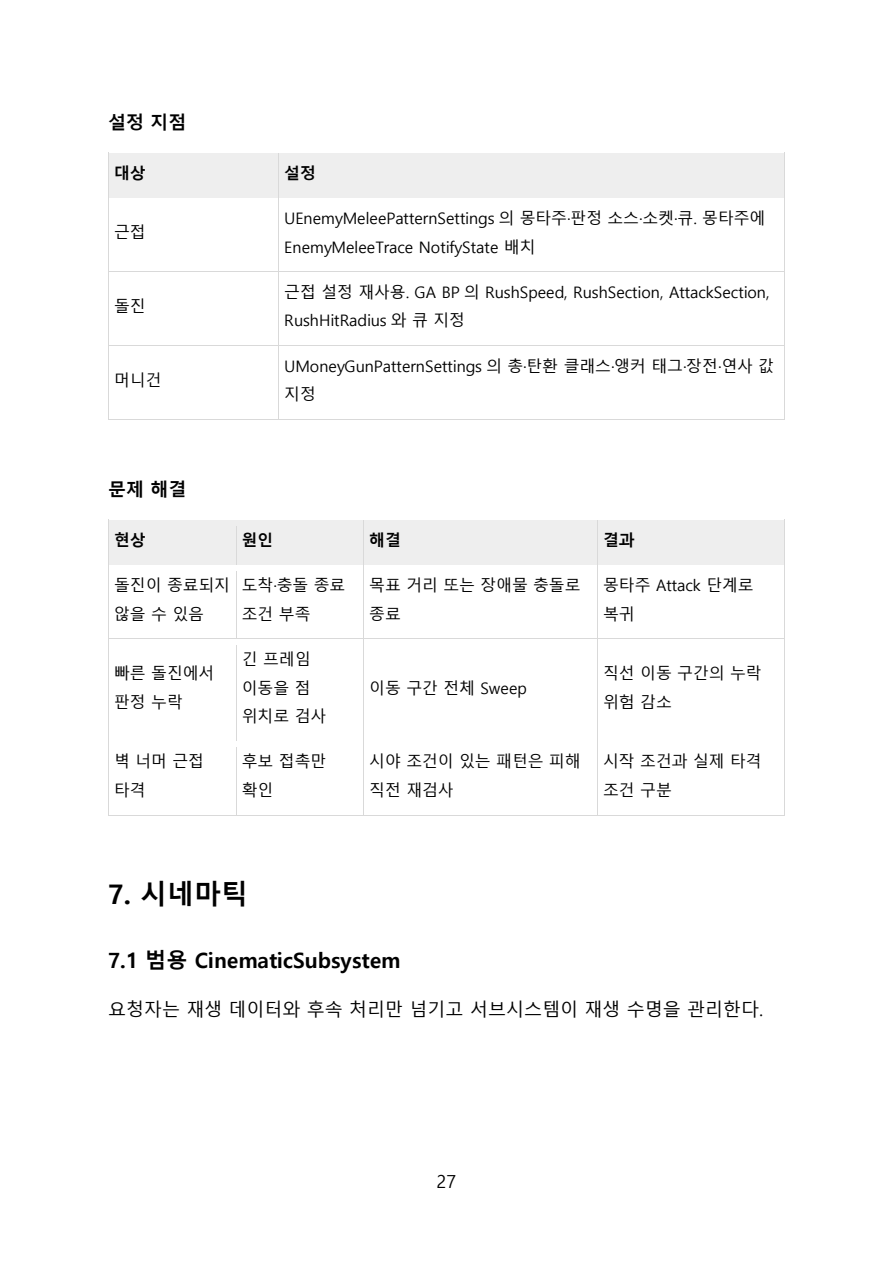 설정 지점
대상 설정
근접
UEnemyMeleePatternSettings 의 몽타주·판정 소스·소켓·큐. 몽타주에
EnemyMeleeTrace NotifyState 배치
돌진
근접 설정 재사용. GA BP 의 RushSpeed, RushSection, AttackSection,
RushHitRadius 와 큐 지정
머니건
UMoneyGunPatternSettings 의 총·탄환 클래스·앵커 태그·장전·연사 값
지정
문제 해결
현상 원인 해결 결과
돌진이 종료되지 도착·충돌 종료 목표 거리 또는 장애물 충돌로 몽타주 Attack 단계로
않을 수 있음 조건 부족 종료 복귀
빠른 돌진에서
판정 누락
긴 프레임
이동을 점
위치로 검사
이동 구간 전체 Sweep
직선 이동 구간의 누락
위험 감소
벽 너머 근접 후보 접촉만 시야 조건이 있는 패턴은 피해 시작 조건과 실제 타격
타격 확인 직전 재검사 조건 구분
7. 시네마틱
7.1 범용 CinematicSubsystem
요청자는 재생 데이터와 후속 처리만 넘기고 서브시스템이 재생 수명을 관리한다.
27